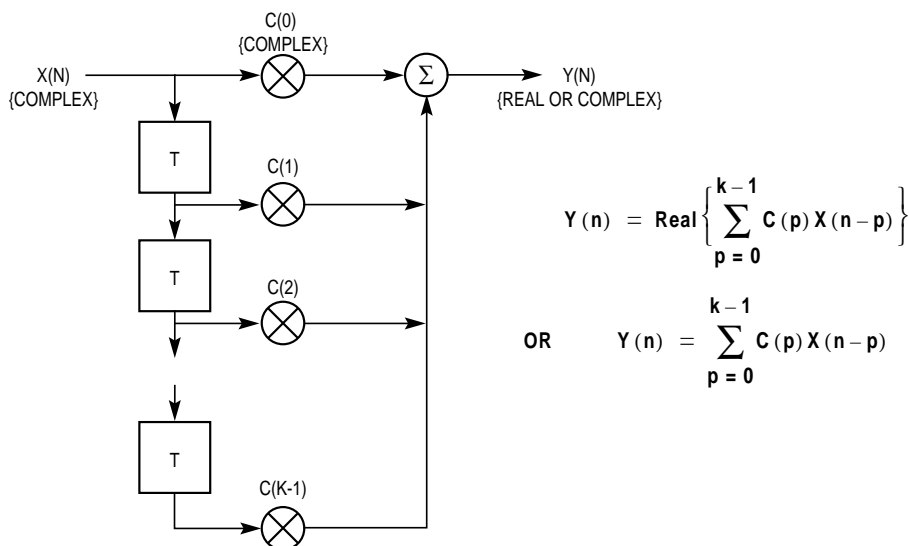 C(0)
{COMPLEX}
X(N)
{COMPLEX}
Σ
Y(N)
{REAL OR COMPLEX}
T
C(1)
T
C(2)
T
C(K-1)
k – 1
Y (n) = Real { ∑ C (p) X (n – p) }
p = 0
k – 1
OR Y (n) = ∑ C (p) X (n – p)
p = 0